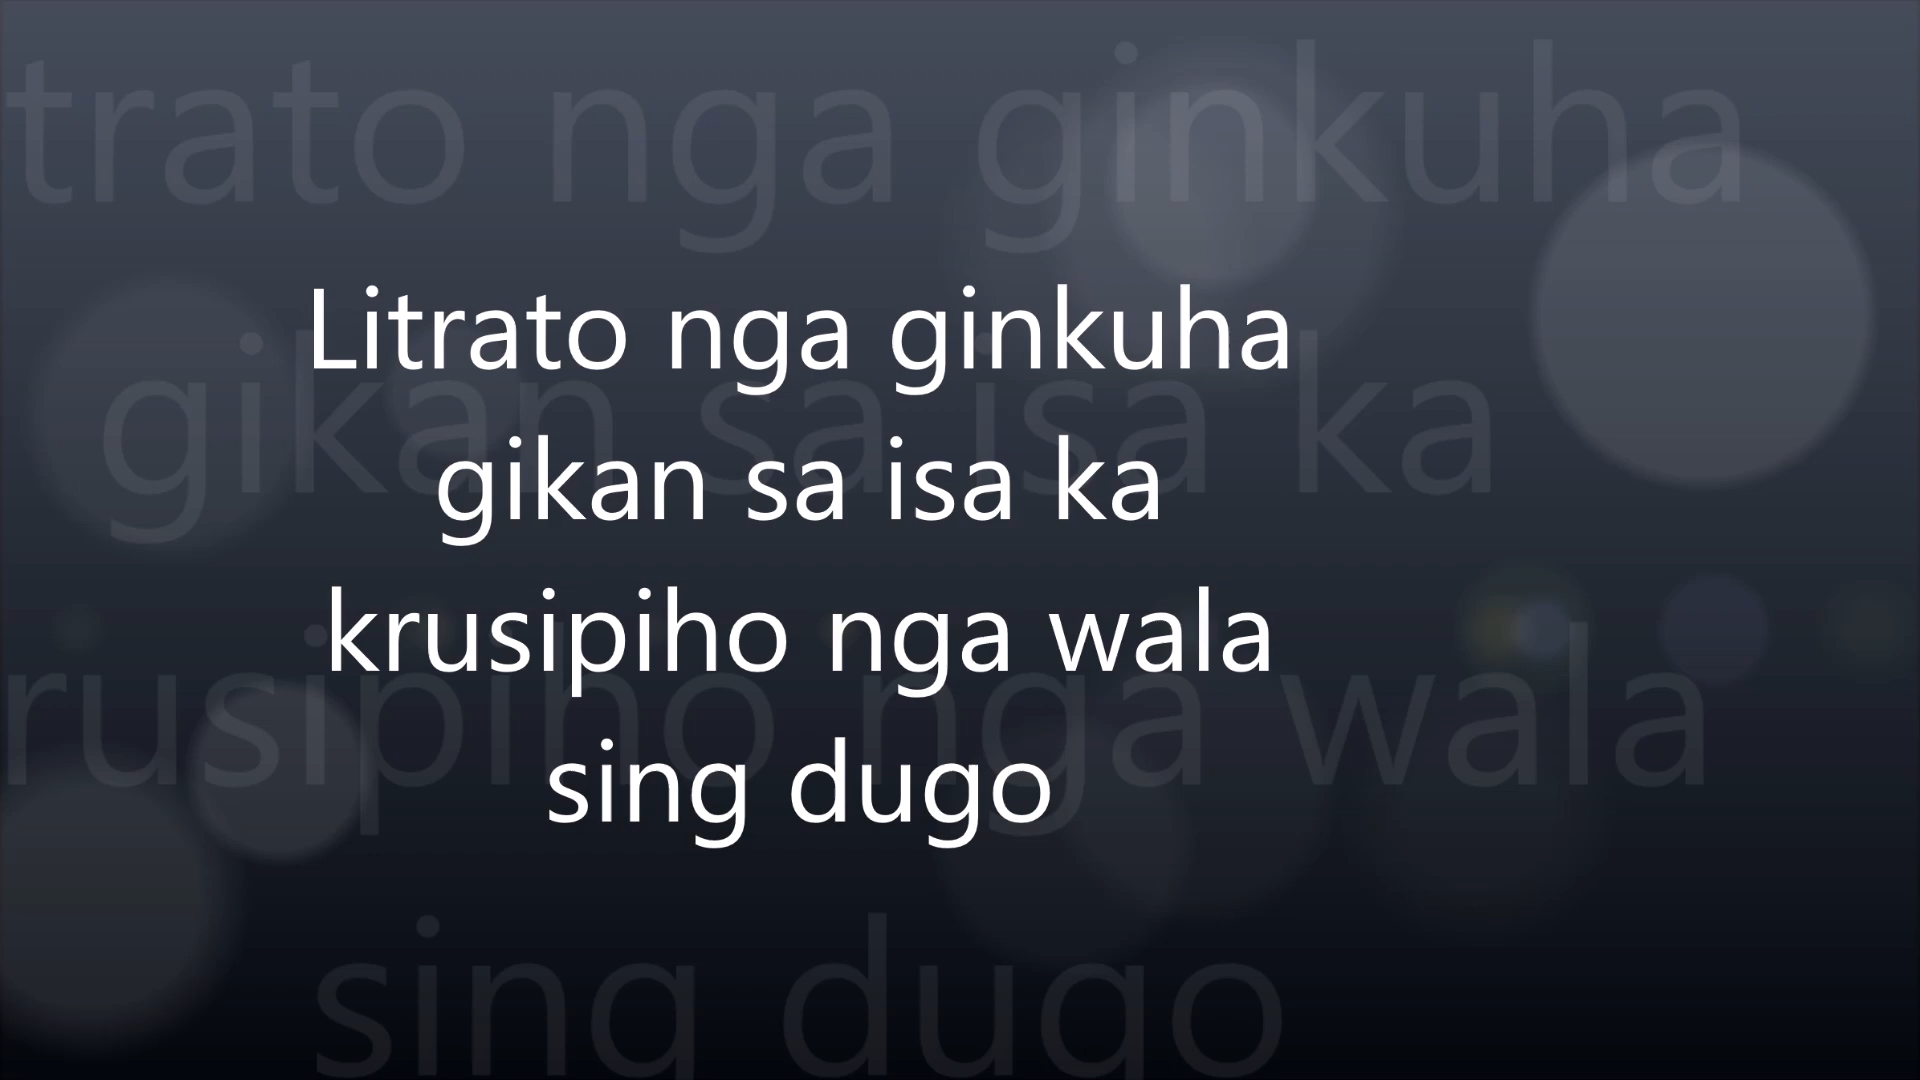 Litrato nga ginkuha
gikan sa isa ka
krusipiho nga wala
sing dugo